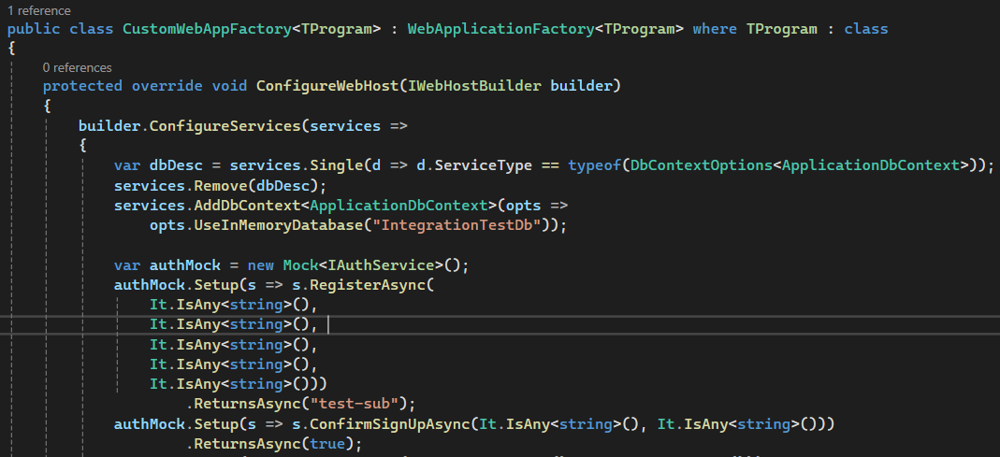 1 reference
public class CustomWebAppFactory<TProgram> : WebApplicationFactory<TProgram> where TProgram : class
{
0 references
protected override void ConfigureWebHost(IWebHostBuilder builder)
{
builder.ConfigureServices(services =>
{
var dbDesc = services.Single(d => d.ServiceType == typeof(DbContextOptions<ApplicationDbContext>));
services.Remove(dbDesc);
services.AddDbContext<ApplicationDbContext>(opts =>
opts.UseInMemoryDatabase("IntegrationTestDb"));
var authMock = new Mock<IAuthService>();
authMock.Setup(s => s.RegisterAsync(
It.IsAny<string>(),
It.IsAny<string>(),
It.IsAny<string>(),
It.IsAny<string>(),
It.IsAny<string>()))
.ReturnsAsync("test-sub");
authMock.Setup(s => s.ConfirmSignUpAsync(It.IsAny<string>(), It.IsAny<string>()))
.ReturnsAsync(true);